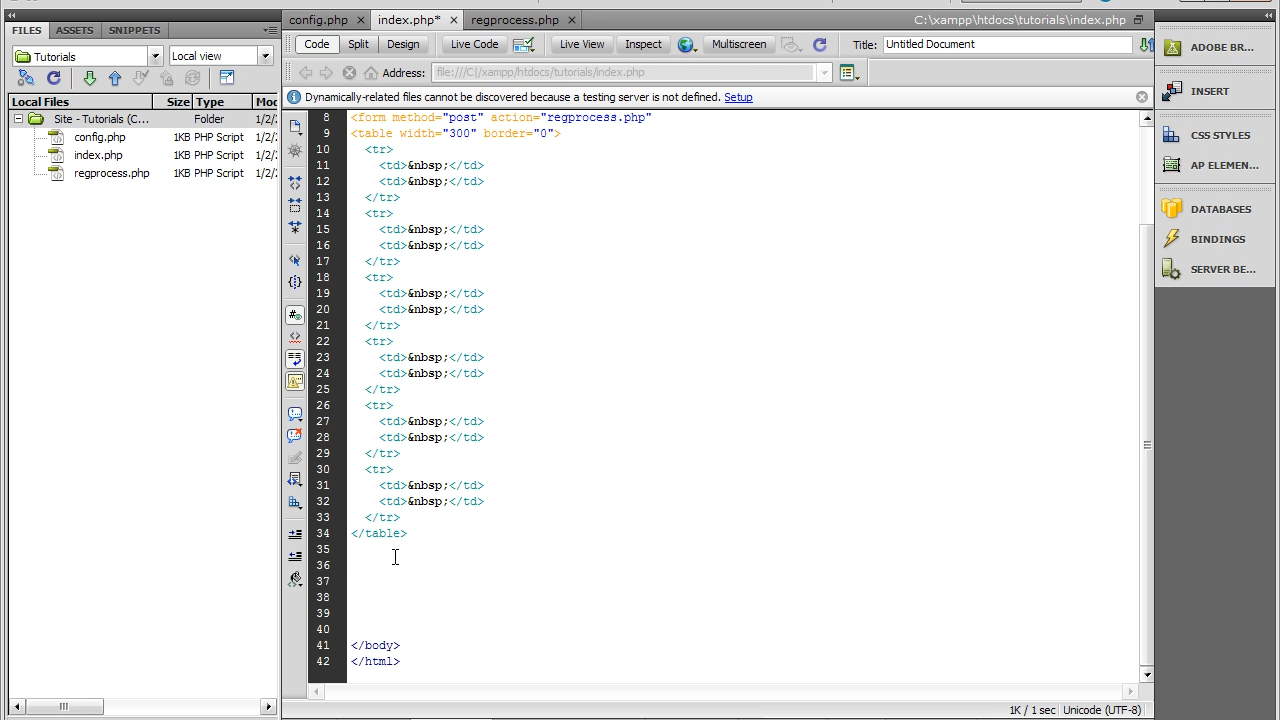 FILES
ASSETS
SNIPPETS
Tutorials
Local view
Local Files
Size
Type
Site - Tutorials (C...
Folder
1/2/
config.php
1KB
PHP Script
1/2/
index.php
1KB
PHP Script
1/2/
regprocess.php
1KB
PHP Script
1/2/
config.php
index.php*
regprocess.php
C:\xampp\htdocs\tutorials\index.php
Code
Split
Design
Live Code
Live View
Inspect
Multiscreen
Title:
Untitled Document
Address:
file:///C|/xampp/htdocs/tutorials/index.php
Dynamically-related files cannot be discovered because a testing server is not defined. Setup
8 <form method="post" action="regprocess.php"
9 <table width="300" border="0">
10 <tr>
11 <td>&nbsp;</td>
12 <td>&nbsp;</td>
13 </tr>
14 <tr>
15 <td>&nbsp;</td>
16 <td>&nbsp;</td>
17 </tr>
18 <tr>
19 <td>&nbsp;</td>
20 <td>&nbsp;</td>
21 </tr>
22 <tr>
23 <td>&nbsp;</td>
24 <td>&nbsp;</td>
25 </tr>
26 <tr>
27 <td>&nbsp;</td>
28 <td>&nbsp;</td>
29 </tr>
30 <tr>
31 <td>&nbsp;</td>
32 <td>&nbsp;</td>
33 </tr>
34 </table>
35
36
37
38
39
40
41 </body>
42 </html>
1K / 1 sec
Unicode (UTF-8)
ADOBE BR...
INSERT
CSS STYLES
AP ELEMEN...
DATABASES
BINDINGS
SERVER BE...